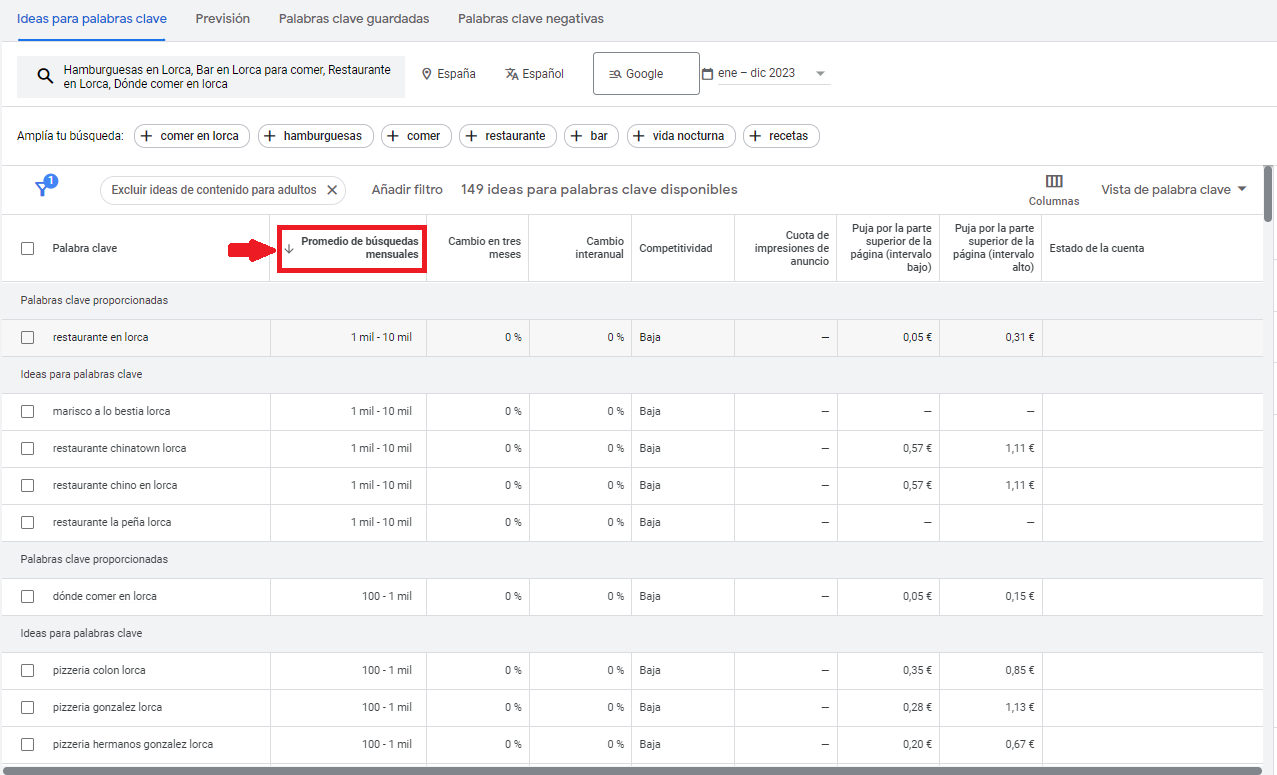 Ideas para palabras clave Previsión Palabras clave guardadas Palabras clave negativas
Hamburguesas en Lorca, Bar en Lorca para comer, Restaurante
en Lorca, Dónde comer en lorca
España Español Google ene – dic 2023
Amplía tu búsqueda: comer en lorca hamburguesas comer restaurante bar vida nocturna recetas
1 Excluir ideas de contenido para adultos Añadir filtro 149 ideas para palabras clave disponibles Columnas Vista de palabra clave
Palabra clave
Promedio de búsquedas
mensuales
Cambio en tres
meses
Cambio
interanual
Competitividad
Cuota de
impresiones de
anuncio
Puja por la parte
superior de la
página (intervalo
bajo)
Puja por la parte
superior de la
página (intervalo
alto)
Estado de la cuenta
Palabras clave proporcionadas
restaurante en lorca 1 mil - 10 mil 0 % 0 % Baja — 0,05 € 0,31 €
Ideas para palabras clave
marisco a lo bestia lorca 1 mil - 10 mil 0 % 0 % Baja — — —
restaurante chinatown lorca 1 mil - 10 mil 0 % 0 % Baja — 0,57 € 1,11 €
restaurante chino en lorca 1 mil - 10 mil 0 % 0 % Baja — 0,57 € 1,11 €
restaurante la peña lorca 1 mil - 10 mil 0 % 0 % Baja — — —
Palabras clave proporcionadas
dónde comer en lorca 100 - 1 mil 0 % 0 % Baja — 0,05 € 0,15 €
Ideas para palabras clave
pizzeria colon lorca 100 - 1 mil 0 % 0 % Baja — 0,35 € 0,85 €
pizzeria gonzalez lorca 100 - 1 mil 0 % 0 % Baja — 0,28 € 1,13 €
pizzeria hermanos gonzalez lorca 100 - 1 mil 0 % 0 % Baja — 0,20 € 0,67 €